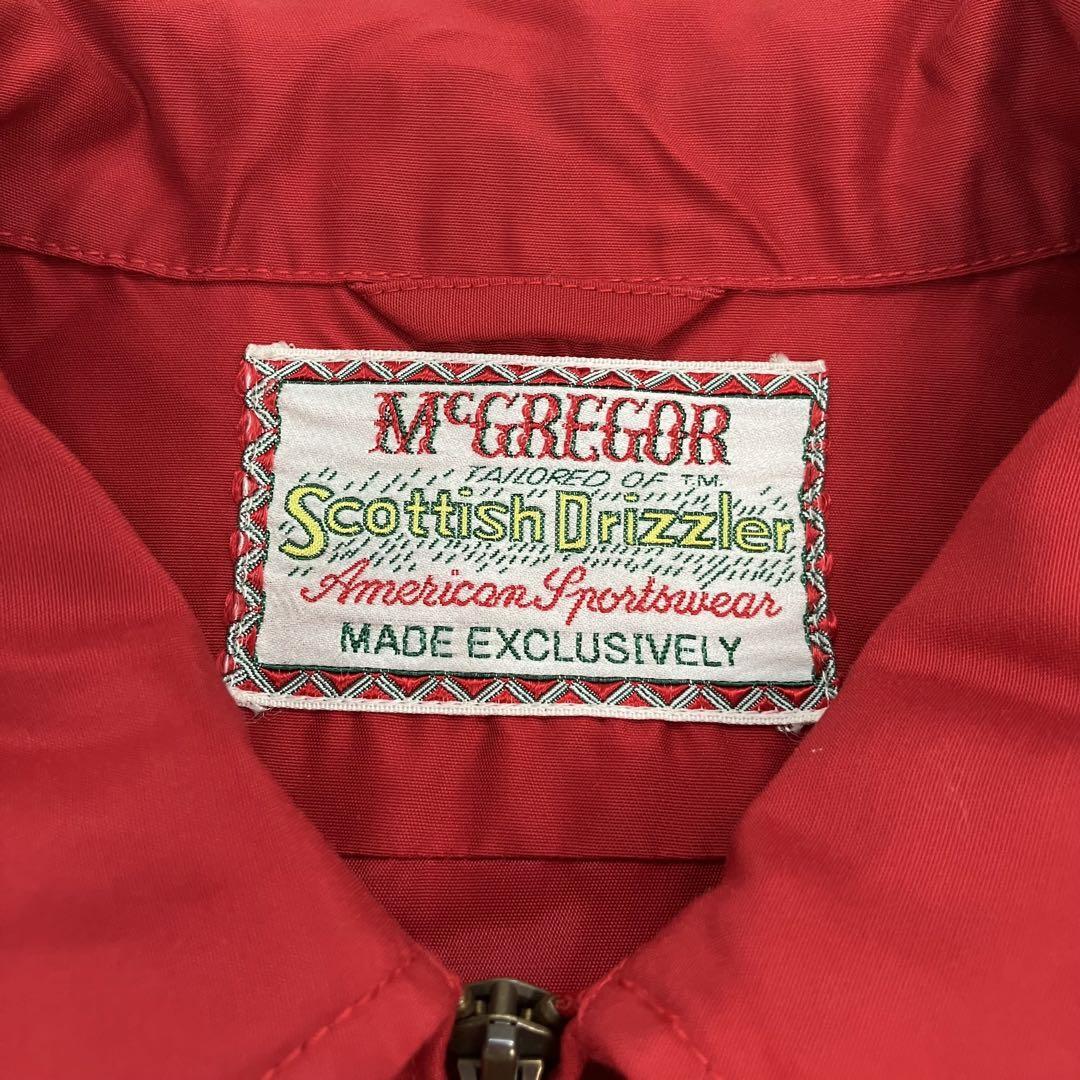 McGREGOR
TAILORED OF T.M.
Scottish Drizzler
American Sportswear
MADE EXCLUSIVELY